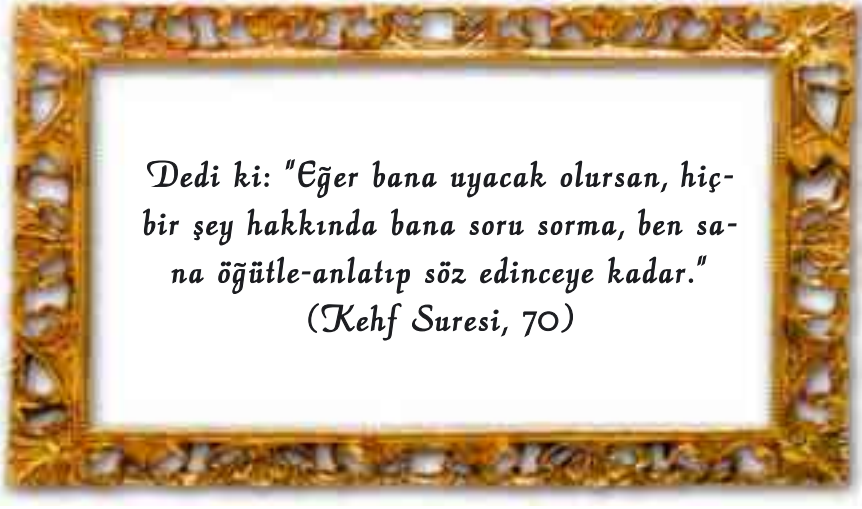 Dedi ki: "Eğer bana uyacak olursan, hiç-
bir şey hakkında bana soru sorma, ben sa-
na öğütle-anlatıp söz edinceye kadar."
(Kehf Suresi, 70)